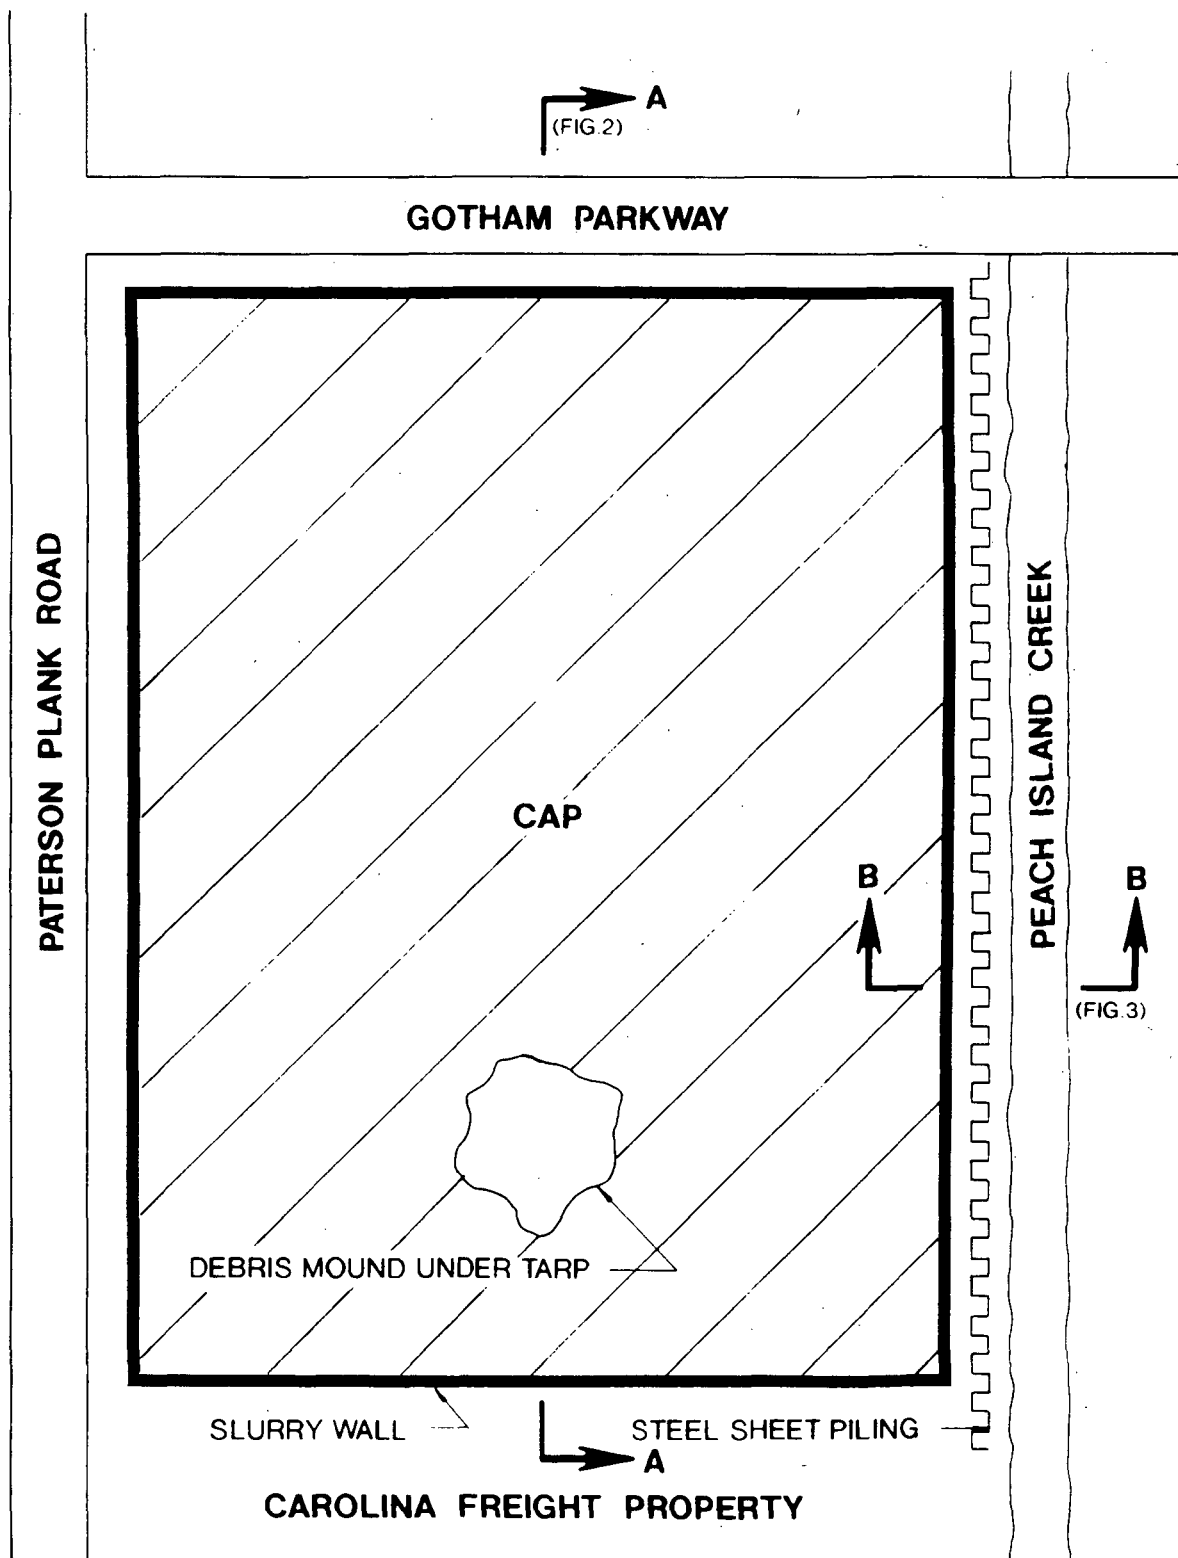 A
(FIG.2)
GOTHAM PARKWAY
PATERSON PLANK ROAD
PEACH ISLAND CREEK
CAP
B
B
(FIG.3)
DEBRIS MOUND UNDER TARP
SLURRY WALL
STEEL SHEET PILING
A
CAROLINA FREIGHT PROPERTY